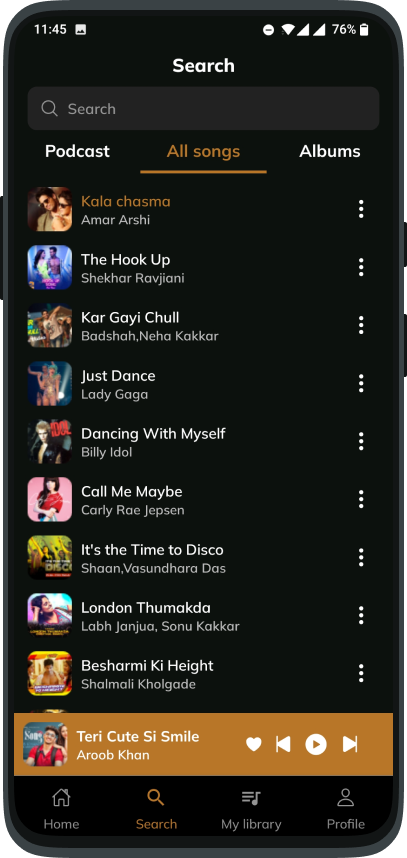 11:45 76%
Search
Search
Podcast All songs Albums
Kala chasma
Amar Arshi
The Hook Up
Shekhar Ravjiani
Kar Gayi Chull
Badshah,Neha Kakkar
Just Dance
Lady Gaga
Dancing With Myself
Billy Idol
Call Me Maybe
Carly Rae Jepsen
It's the Time to Disco
Shaan,Vasundhara Das
London Thumakda
Labh Janjua, Sonu Kakkar
Besharmi Ki Height
Shalmali Kholgade
Teri Cute Si Smile
Aroob Khan
Home Search My library Profile